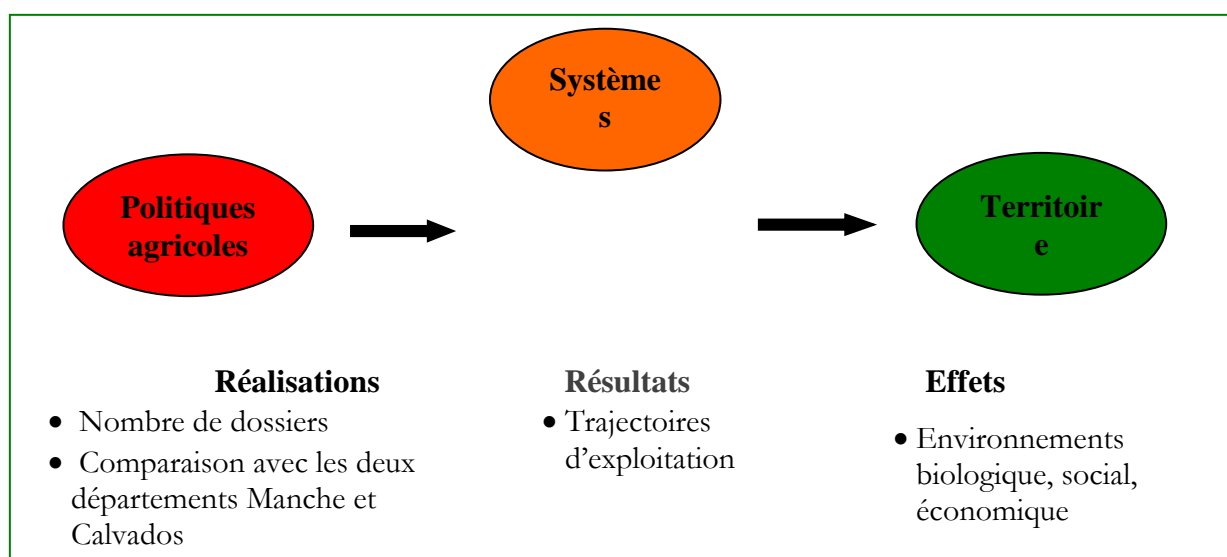 Système
s
Politiques
agricoles
Territoir
e
Réalisations
• Nombre de dossiers
• Comparaison avec les deux
départements Manche et
Calvados
Résultats
• Trajectoires
d'exploitation
Effets
• Environnements
biologique, social,
économique